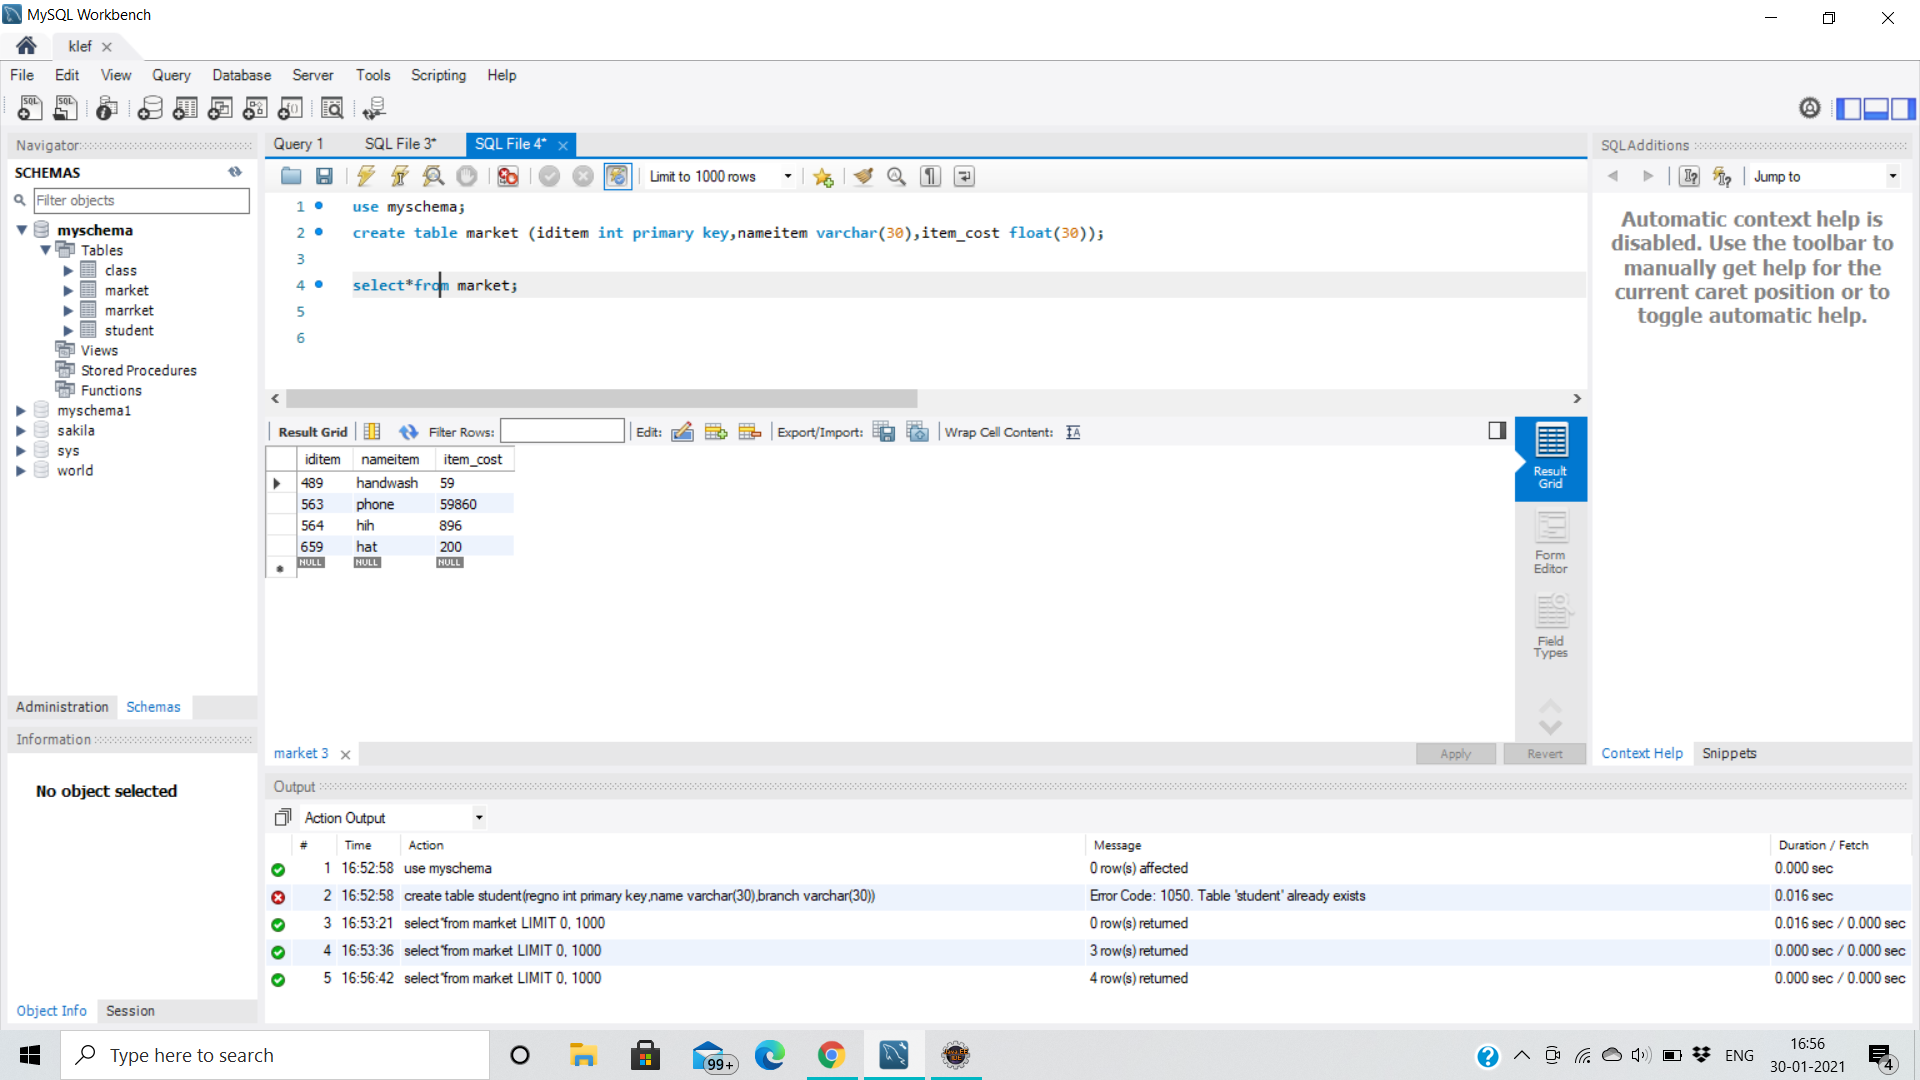 MySQL Workbench
klef
File Edit View Query Database Server Tools Scripting Help
Navigator
SCHEMAS
Filter objects
myschema
Tables
class
market
marrket
student
Views
Stored Procedures
Functions
myschema1
sakila
sys
world
Administration Schemas
Information
No object selected
Object Info Session
Query 1 SQL File 3* SQL File 4*
Limit to 1000 rows
1 use myschema;
2 create table market (iditem int primary key,nameitem varchar(30),item_cost float(30));
3
4 select*from market;
5
6
Result Grid Filter Rows: Edit: Export/Import: Wrap Cell Content:
iditem nameitem item_cost
489 handwash 59
563 phone 59860
564 hih 896
659 hat 200
NULL NULL NULL
Result Grid
Form Editor
Field Types
market 3
Apply Revert
SQLAdditions
Jump to
Automatic context help is
disabled. Use the toolbar to
manually get help for the
current caret position or to
toggle automatic help.
Context Help Snippets
Output
Action Output
# Time Action Message Duration / Fetch
1 16:52:58 use myschema 0 row(s) affected 0.000 sec
2 16:52:58 create table student(regno int primary key,name varchar(30),branch varchar(30)) Error Code: 1050. Table 'student' already exists 0.016 sec
3 16:53:21 select*from marrket LIMIT 0, 1000 0 row(s) returned 0.016 sec / 0.000 sec
4 16:53:36 select*from market LIMIT 0, 1000 3 row(s) returned 0.000 sec / 0.000 sec
5 16:56:42 select*from market LIMIT 0, 1000 4 row(s) returned 0.000 sec / 0.000 sec
Type here to search
99+
ENG
16:56
30-01-2021
4